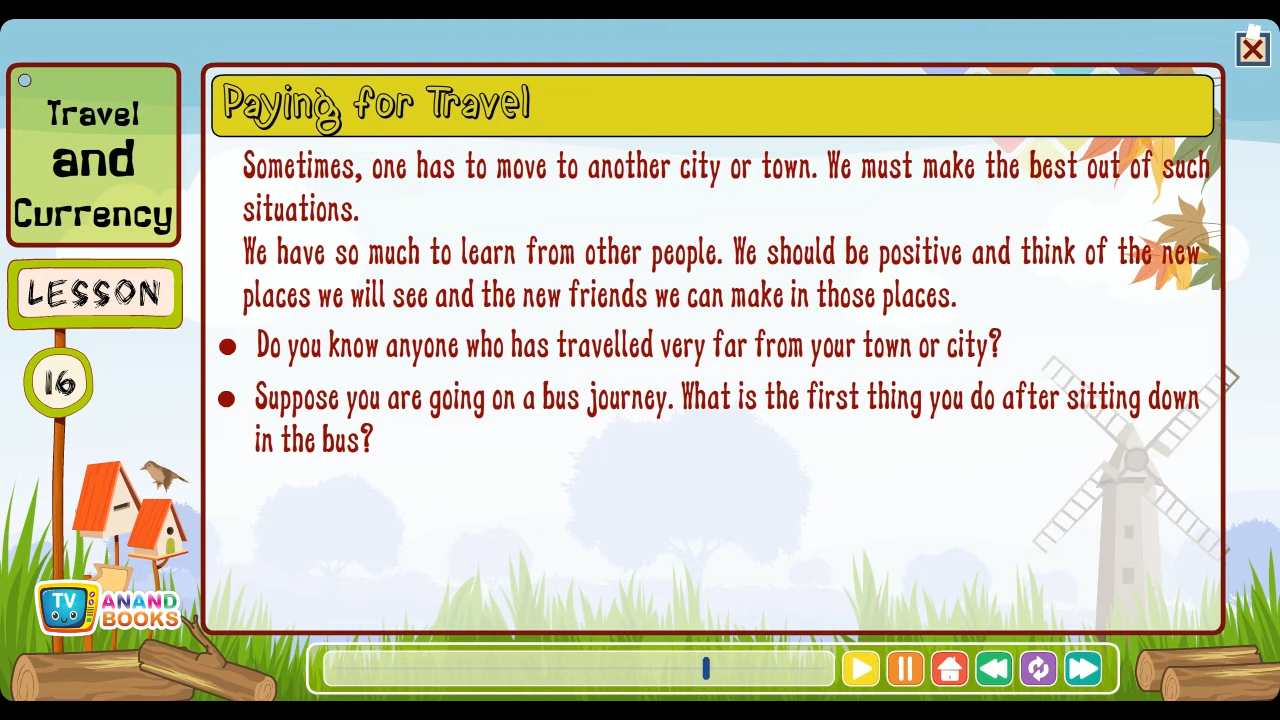 Travel
and
Currency
LESSON
16
Paying for Travel
Sometimes, one has to move to another city or town. We must make the best out of such
situations.
We have so much to learn from other people. We should be positive and think of the new
places we will see and the new friends we can make in those places.
Do you know anyone who has travelled very far from your town or city?
Suppose you are going on a bus journey. What is the first thing you do after sitting down
in the bus?
TV
ANAND
BOOKS